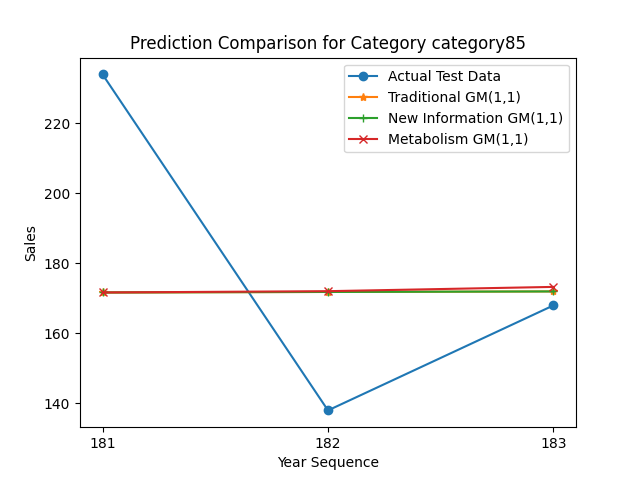 Prediction Comparison for Category category85
Actual Test Data
Traditional GM(1,1)
New Information GM(1,1)
Metabolism GM(1,1)
Sales
220
200
180
160
140
181
182
183
Year Sequence